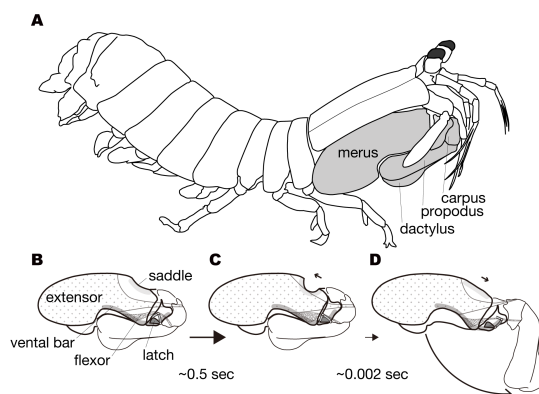 A
merus
carpus
propodus
dactylus
B
C
D
saddle
extensor
vental bar
flexor
latch
~0.5 sec
~0.002 sec